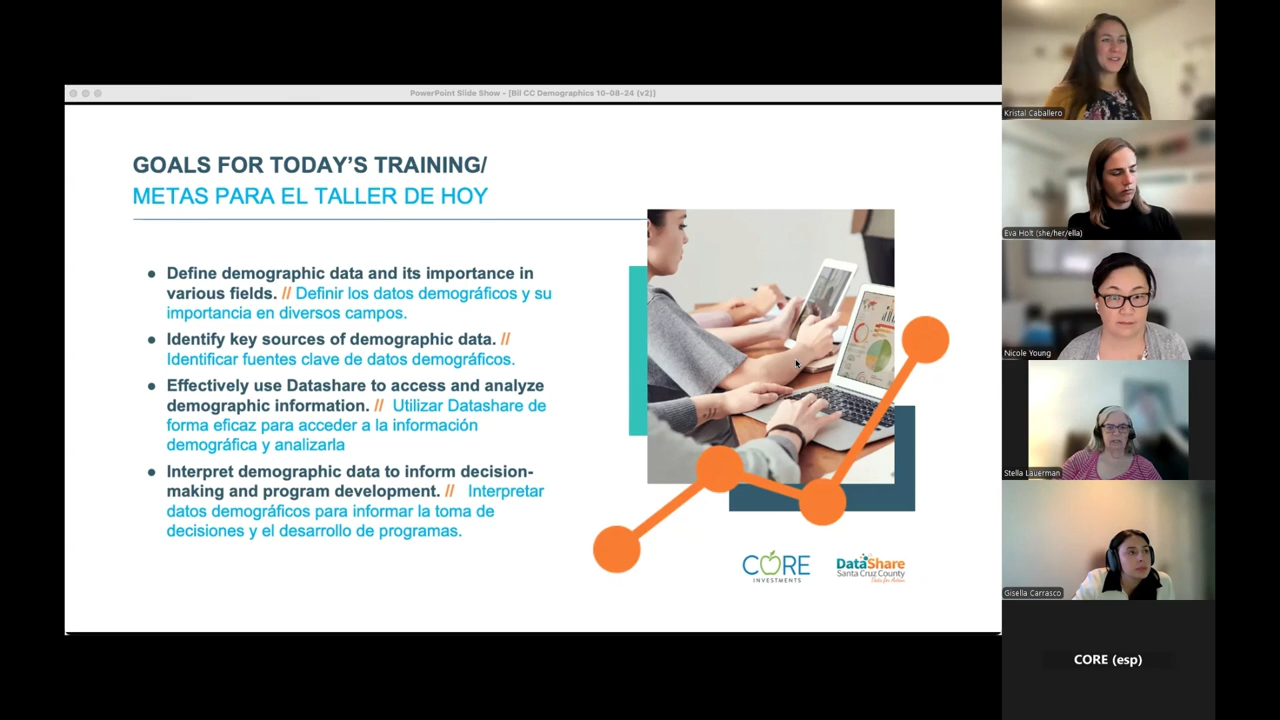 PowerPoint Slide Show - [Bil CC Demographics 10-08-24 (v2)]
GOALS FOR TODAY'S TRAINING/
METAS PARA EL TALLER DE HOY
● Define demographic data and its importance in
various fields. // Definir los datos demográficos y su
importancia en diversos campos.
● Identify key sources of demographic data. //
Identificar fuentes clave de datos demográficos.
● Effectively use Datashare to access and analyze
demographic information. // Utilizar Datashare de
forma eficaz para acceder a la información
demográfica y analizarla
● Interpret demographic data to inform decision-
making and program development. // Interpretar
datos demográficos para informar la toma de
decisiones y el desarrollo de programas.
CORE
INVESTMENTS
DataShare
Santa Cruz County
Data for Action
Kristal Caballero
Eva Holt (she/her/ella)
Nicole Young
Stella Lauerman
Gisella Carrasco
CORE (esp)